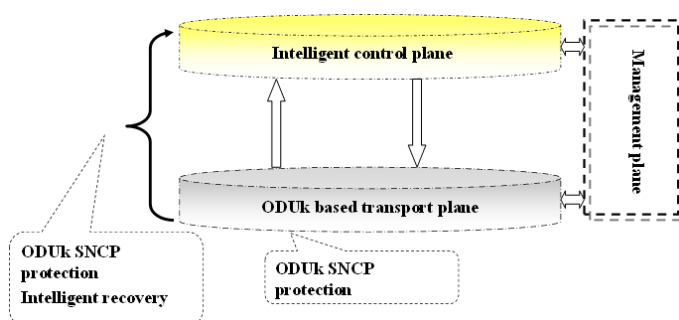 Intelligent control plane
Management plane
ODUk based transport plane
ODUk SNCP
protection
Intelligent recovery
ODUk SNCP
protection